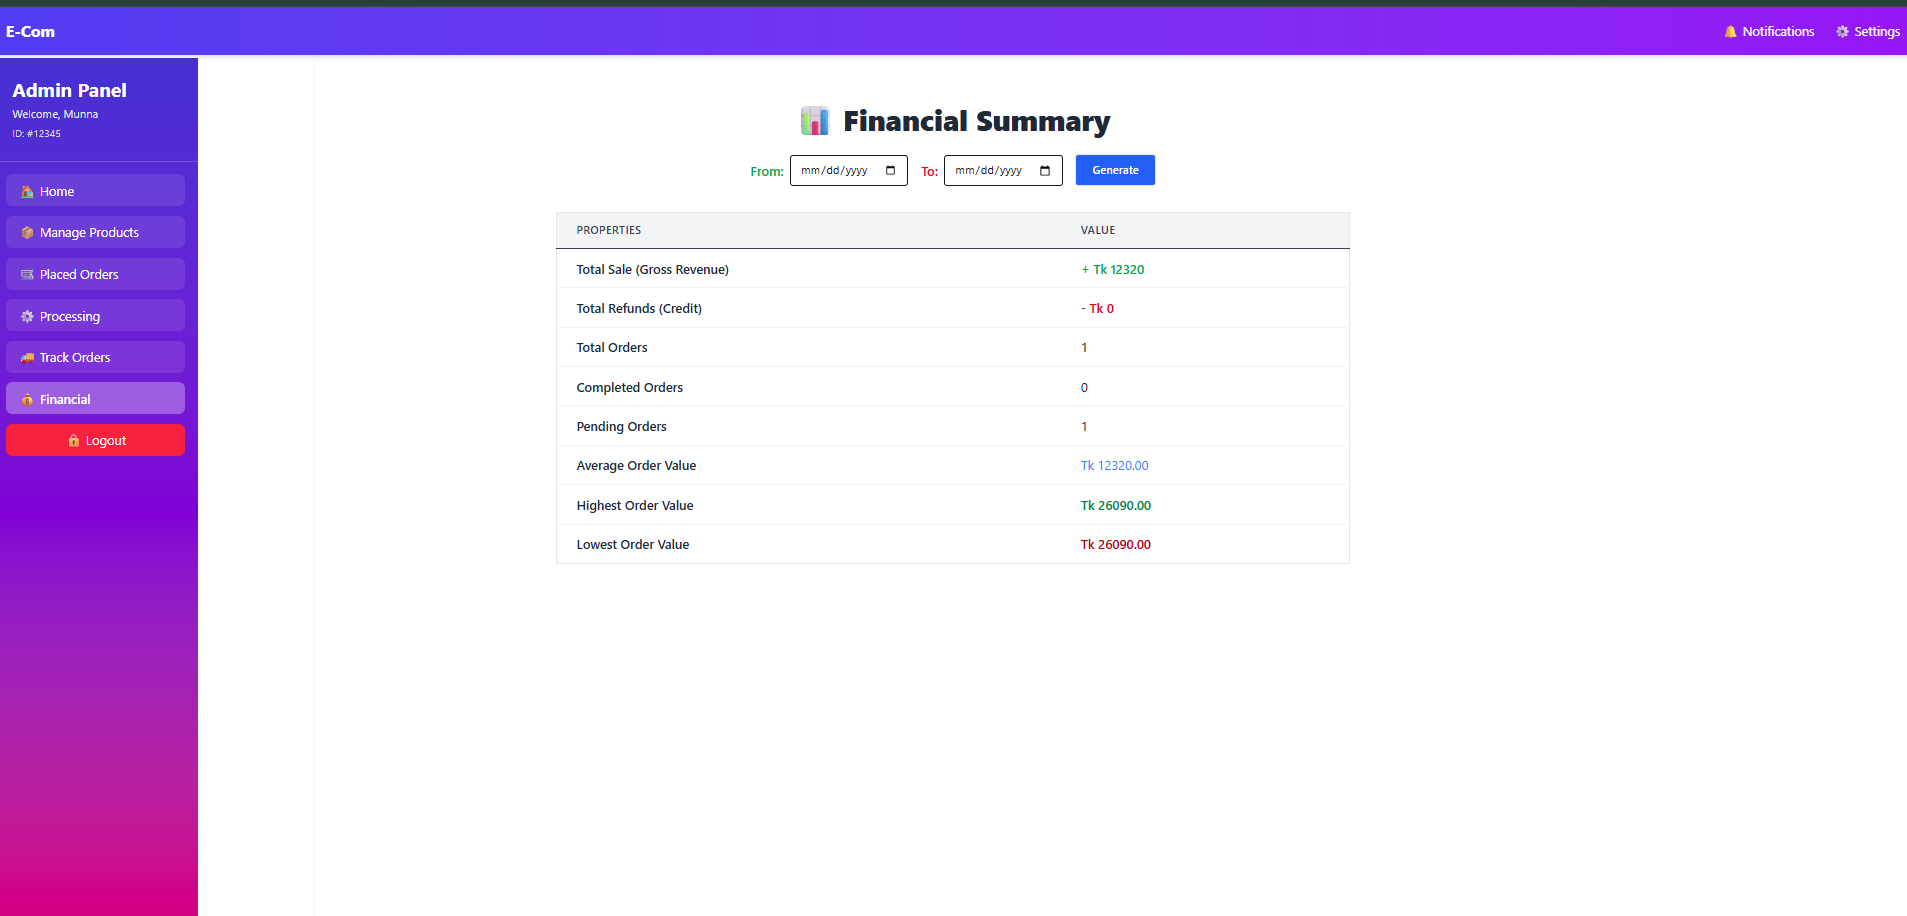 E-Com
Notifications
Settings
Admin Panel
Welcome, Munna
ID: #12345
Home
Manage Products
Placed Orders
Processing
Track Orders
Financial
Logout
Financial Summary
From: mm/dd/yyyy To: mm/dd/yyyy Generate
PROPERTIES VALUE
Total Sale (Gross Revenue) + Tk 12320
Total Refunds (Credit) - Tk 0
Total Orders 1
Completed Orders 0
Pending Orders 1
Average Order Value Tk 12320.00
Highest Order Value Tk 26090.00
Lowest Order Value Tk 26090.00